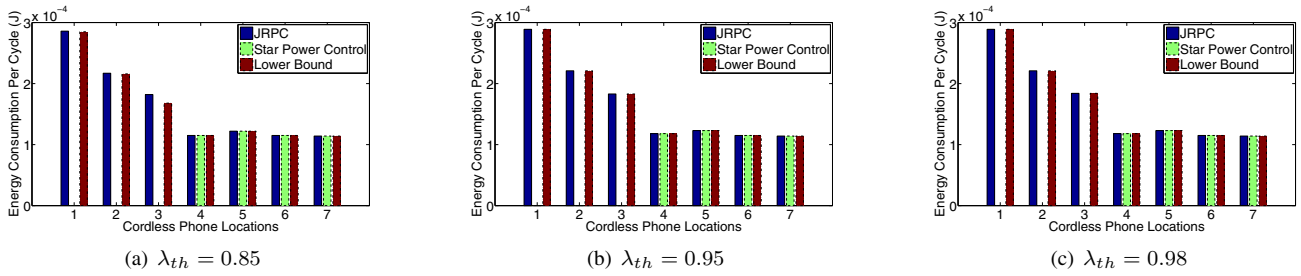 3 x 10^-4
Energy Consumption Per Cycle (J)
2
1
0
JRPC
Star Power Control
Lower Bound
1 2 3 4 5 6 7
Cordless Phone Locations
(a) λ_th = 0.85
3 x 10^-4
Energy Consumption Per Cycle (J)
2
1
0
JRPC
Star Power Control
Lower Bound
1 2 3 4 5 6 7
Cordless Phone Locations
(b) λ_th = 0.95
3 x 10^-4
Energy Consumption Per Cycle (J)
2
1
0
JRPC
Star Power Control
Lower Bound
1 2 3 4 5 6 7
Cordless Phone Locations
(c) λ_th = 0.98